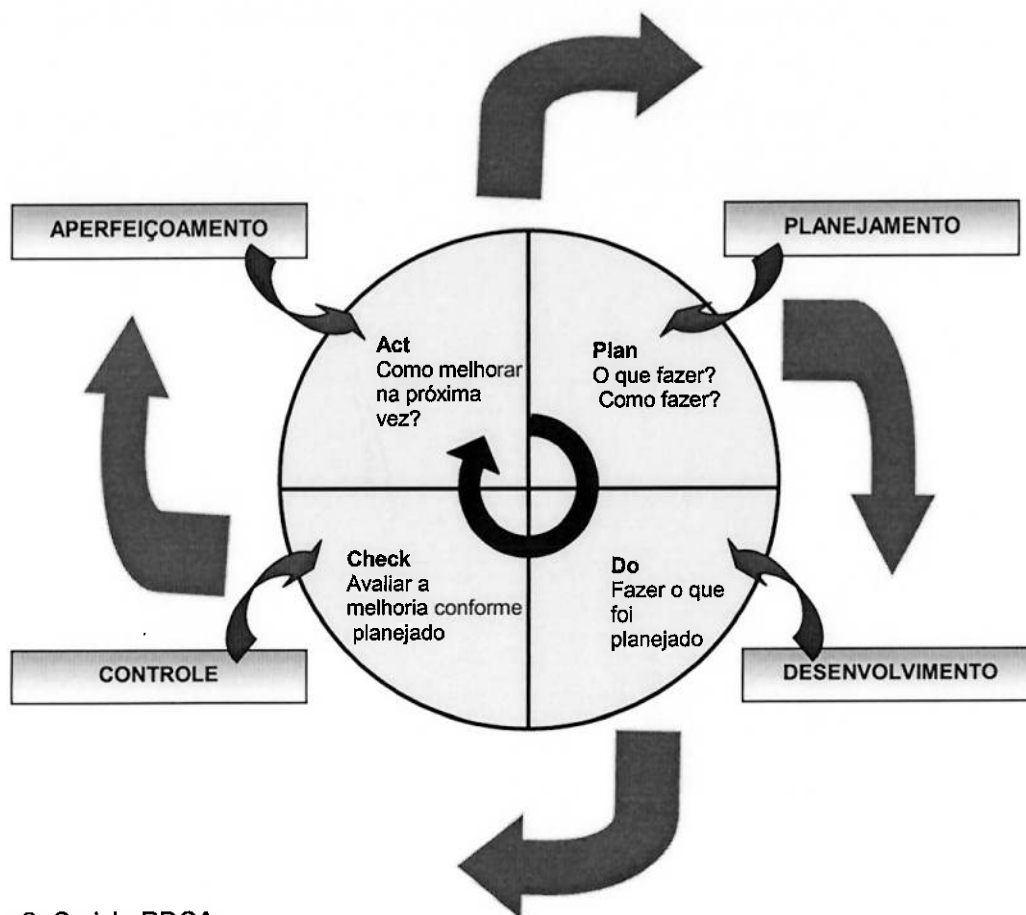 APERFEIÇOAMENTO
PLANEJAMENTO
Act
Como melhorar
na próxima
vez?
Plan
O que fazer?
Como fazer?
Check
Avaliar a
melhoria conforme
planejado
Do
Fazer o que
foi
planejado
CONTROLE
DESENVOLVIMENTO
PDCA